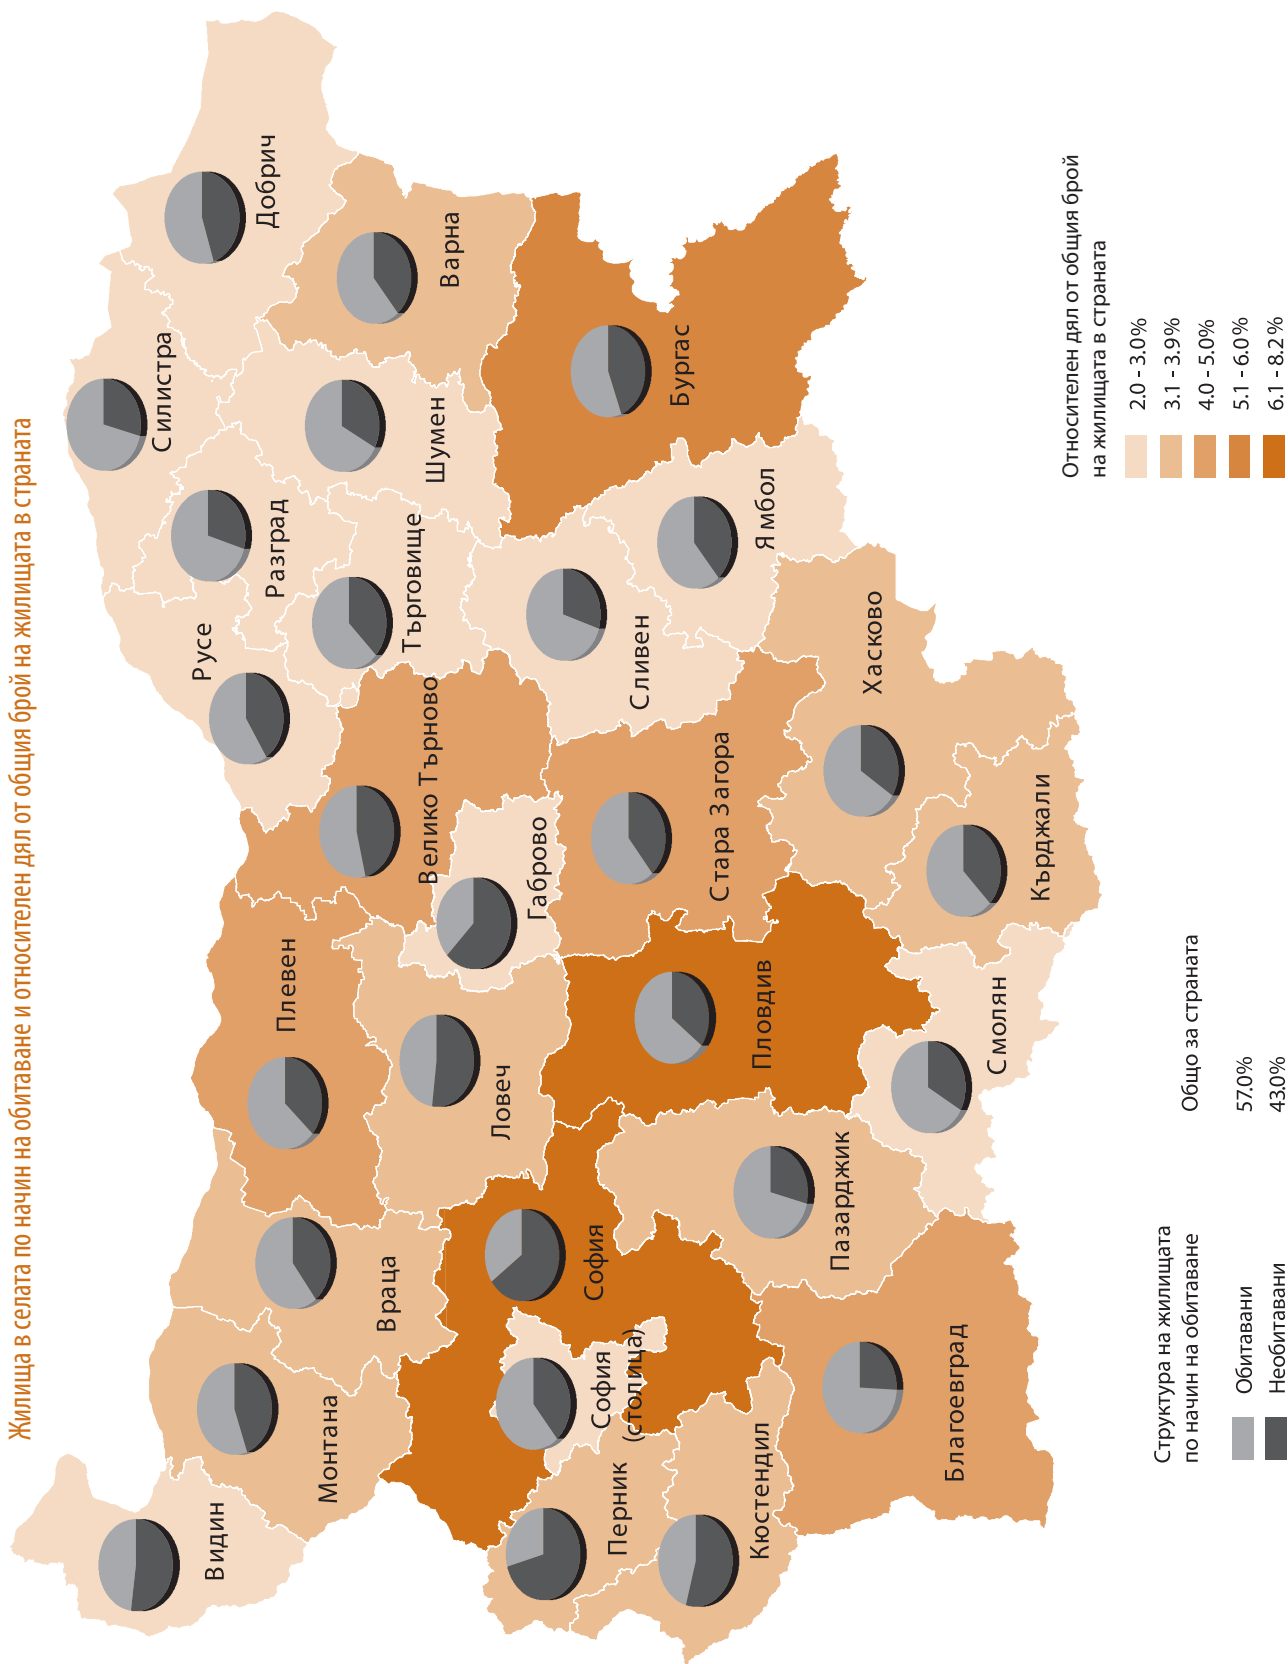 Жилища в селата по начин на обитаване и относителен дял от общия брой на жилищата в страната
Видин
Монтана
Враца
Плевен
Ловеч
Велико Търново
Габрово
Русе
Разград
Силистра
Търговище
Шумен
Добрич
Варна
Бургас
Сливен
Ямбол
Стара Загора
Хасково
Кърджали
Пловдив
Смолян
Пазарджик
София
София
(столица)
Перник
Кюстендил
Благоевград
Структура на жилищата
по начин на обитаване
Общо за страната
Обитавани 57.0%
Необитавани 43.0%
Относителен дял от общия брой
на жилищата в страната
2.0 - 3.0%
3.1 - 3.9%
4.0 - 5.0%
5.1 - 6.0%
6.1 - 8.2%